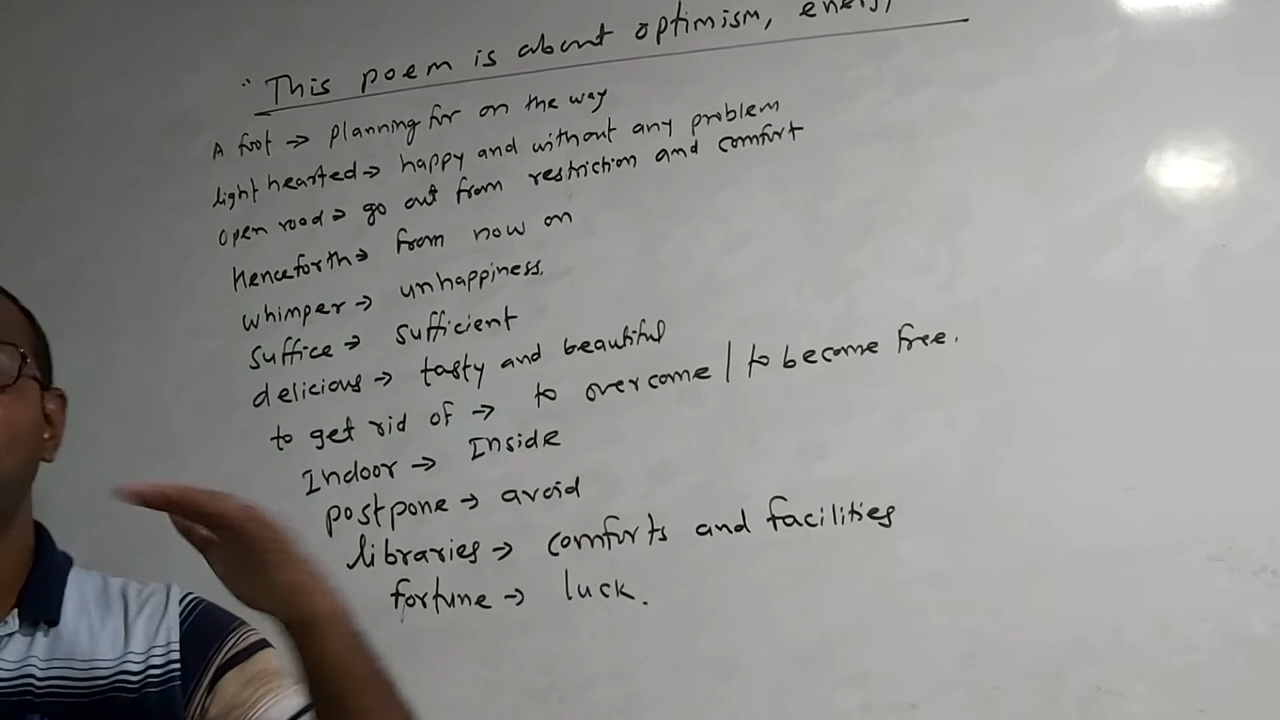 This poem is about optimism,
A foot → planning for on the way
light hearted → happy and without any problem
open road → go out from restriction and comfort
Henceforth → from now on
whimper → unhappiness.
Suffice → sufficient
delicious → tasty and beautiful
to get rid of → to overcome / to become free.
Indoor → Inside
postpone → avoid
libraries → comforts and facilities
fortune → luck.